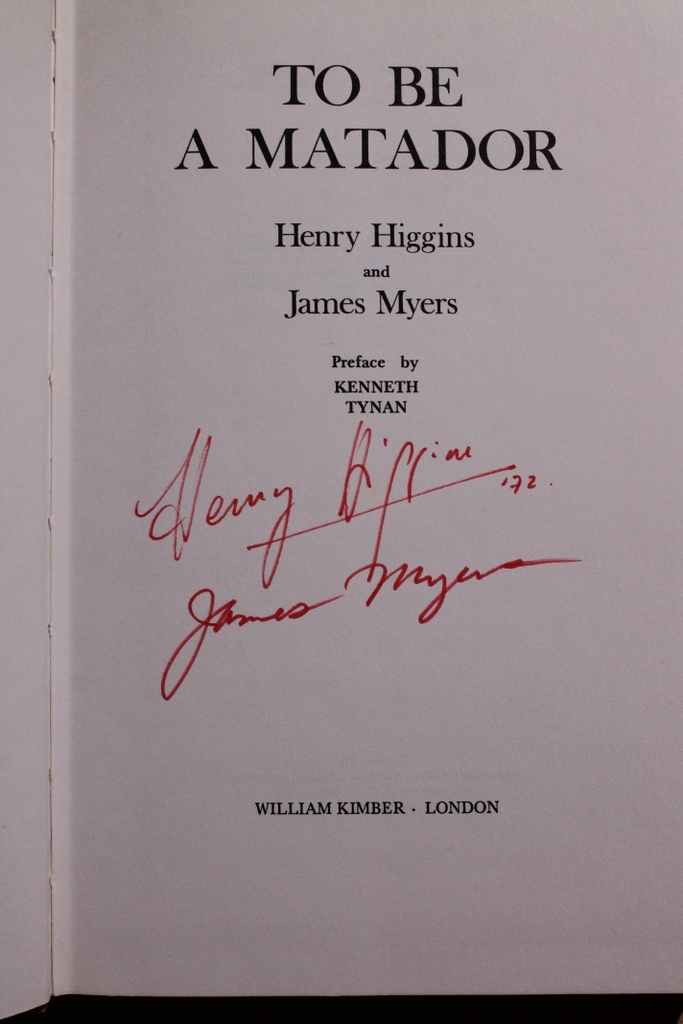 TO BE
A MATADOR
Henry Higgins
and
James Myers
Preface by
KENNETH
TYNAN
Henry Higgins '72.
James Myers
WILLIAM KIMBER · LONDON